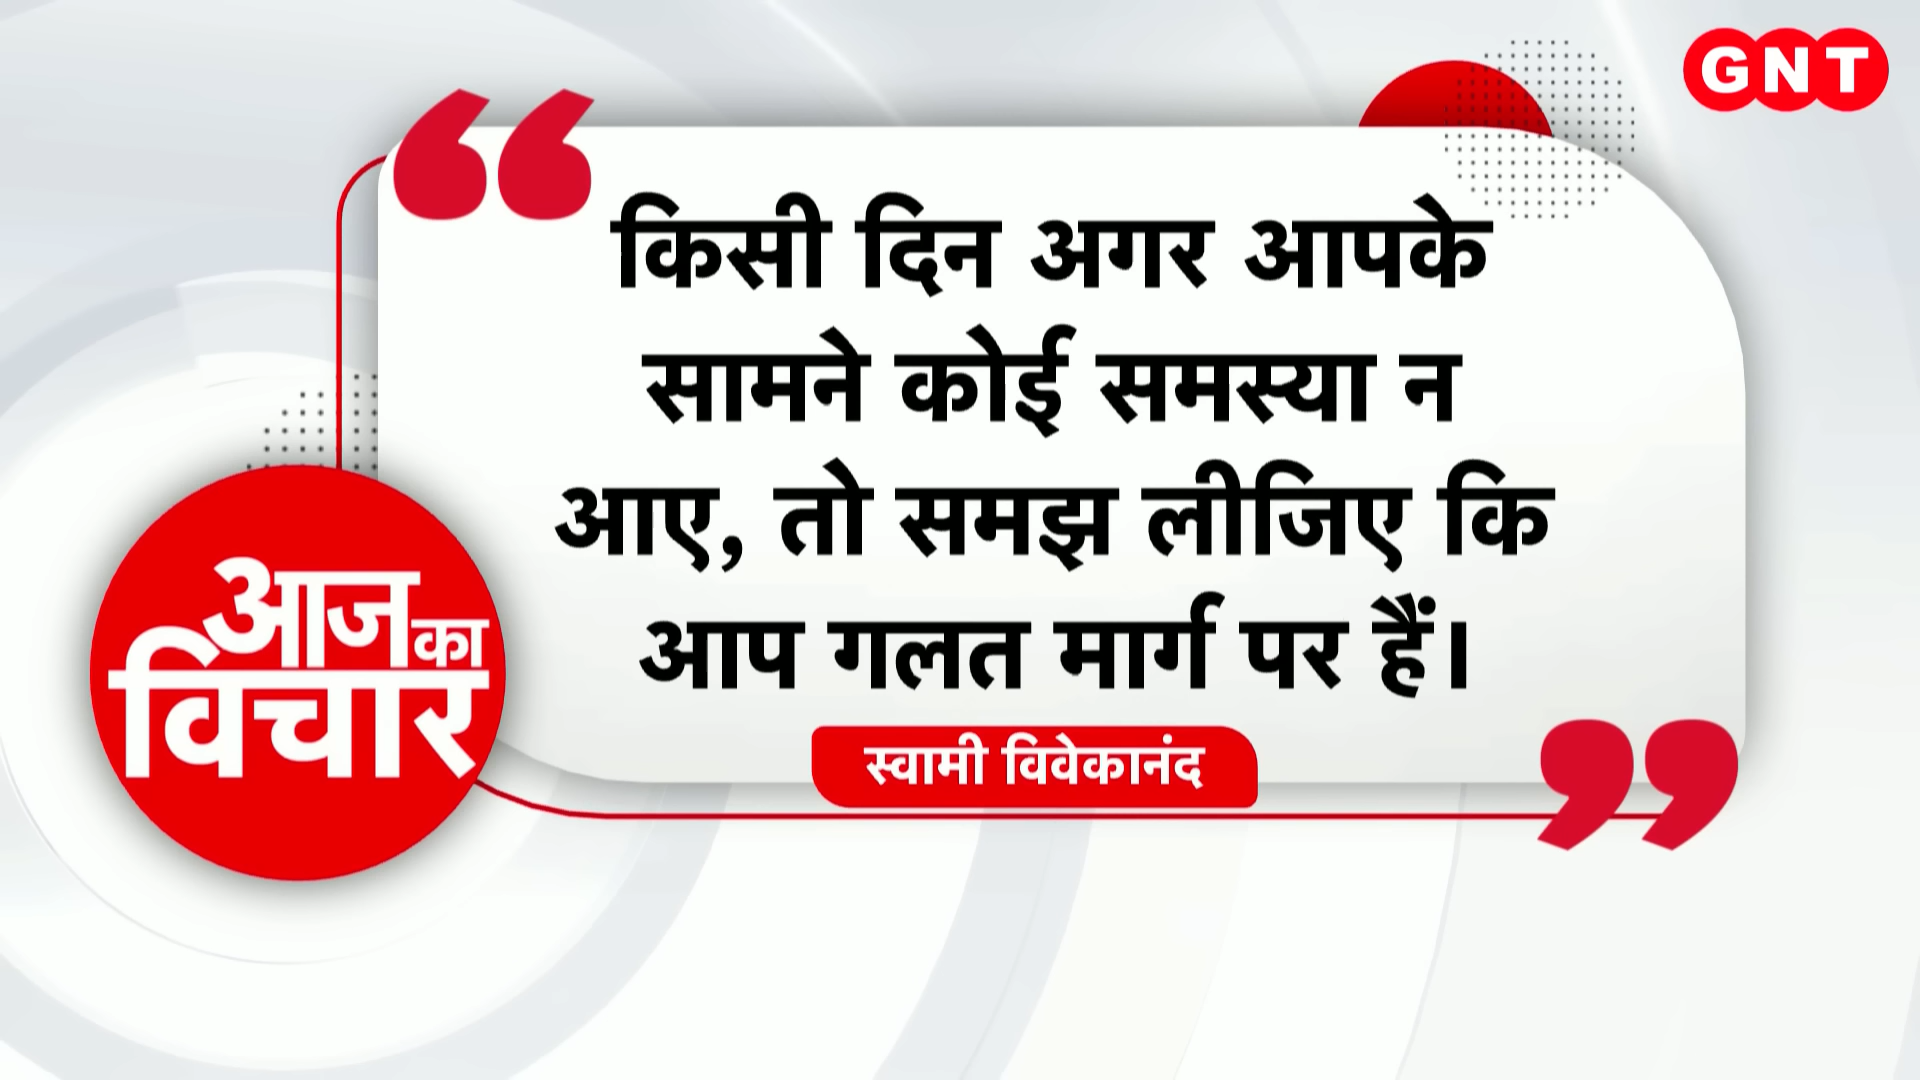 GNT
किसी दिन अगर आपके
सामने कोई समस्या न
आए, तो समझ लीजिए कि
आप गलत मार्ग पर हैं।
स्वामी विवेकानंद
आज का
विचार